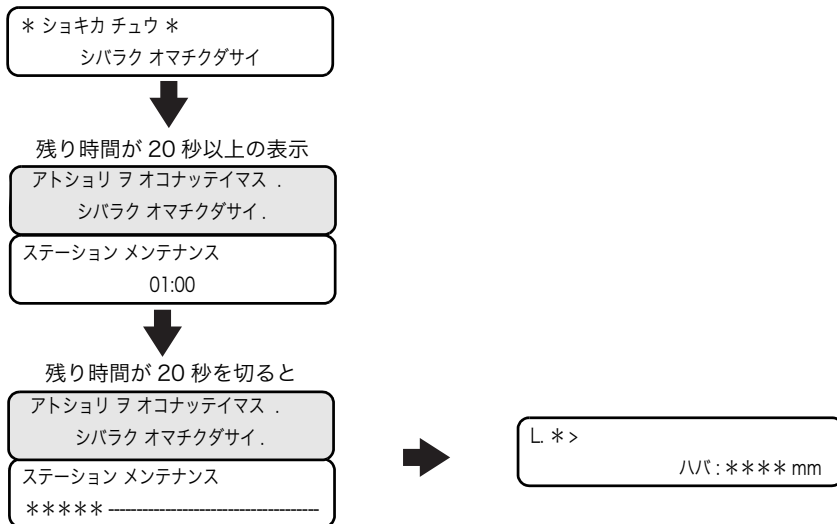 ＊ ショキカ チュウ ＊
シバラク オマチクダサイ
残り時間が 20 秒以上の表示
アトショリ ヲ オコナッテイマス .
シバラク オマチクダサイ .
ステーション メンテナンス
01:00
残り時間が 20 秒を切ると
アトショリ ヲ オコナッテイマス .
シバラク オマチクダサイ .
ステーション メンテナンス
＊＊＊＊＊ ------------------------------------
L. ＊ >
ハバ : ＊＊＊＊ mm